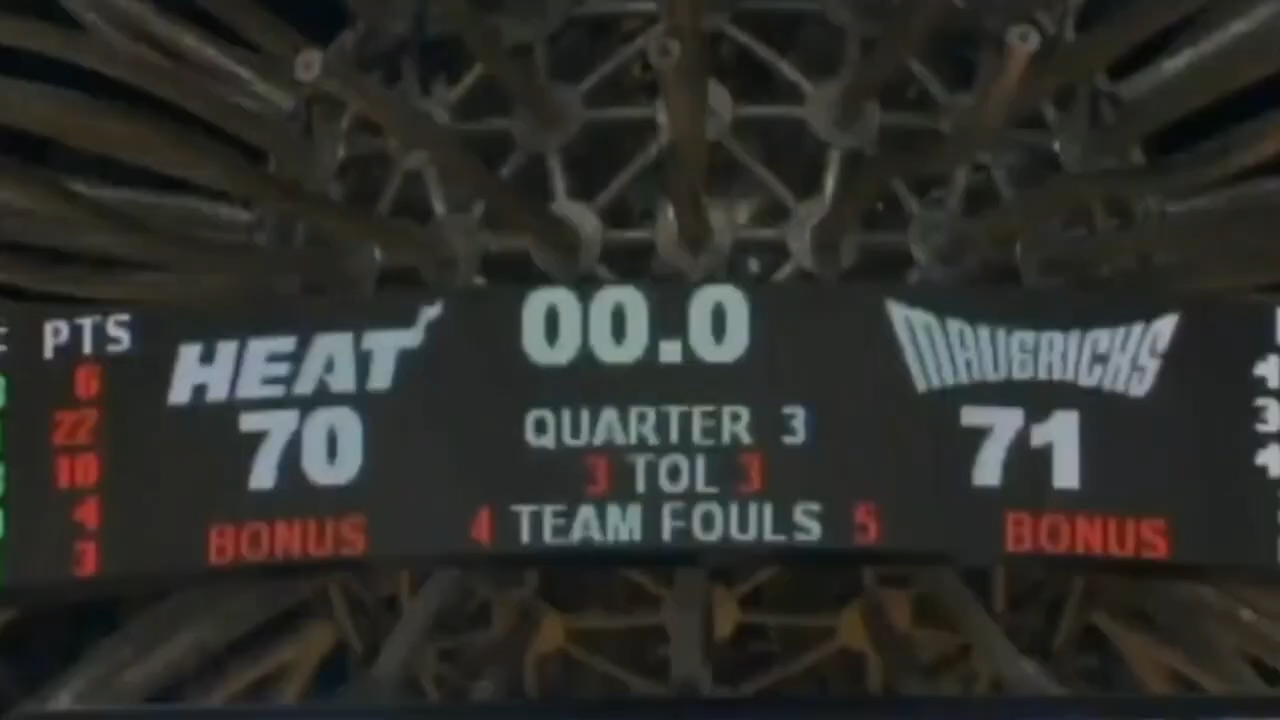 00.0
PTS HEAT MAVERICKS
6
22
70 QUARTER 3 71
10 3 TOL 3
4 4 TEAM FOULS 5
BONUS BONUS
3